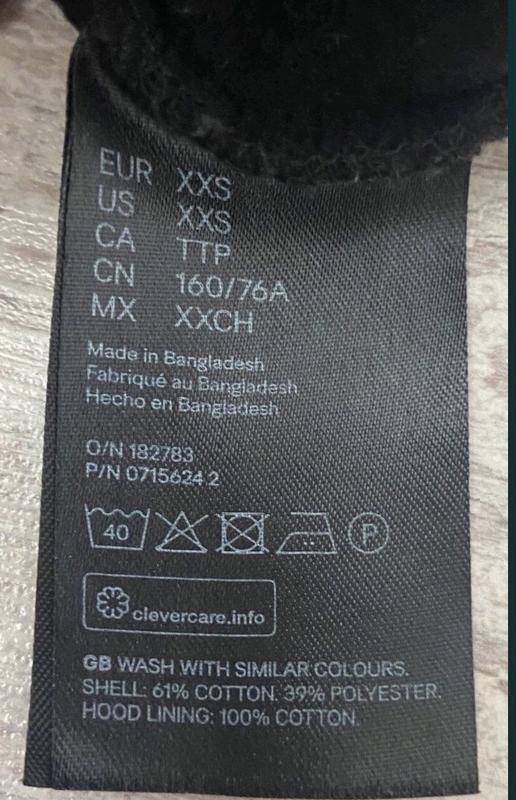 EUR XXS
US XXS
CA TTP
CN 160/76A
MX XXCH
Made in Bangladesh
Fabriqué au Bangladesh
Hecho en Bangladesh
O/N 182783
P/N 0715624 2
40 P
clevercare.info
GB WASH WITH SIMILAR COLOURS.
SHELL: 61% COTTON. 39% POLYESTER.
HOOD LINING: 100% COTTON.